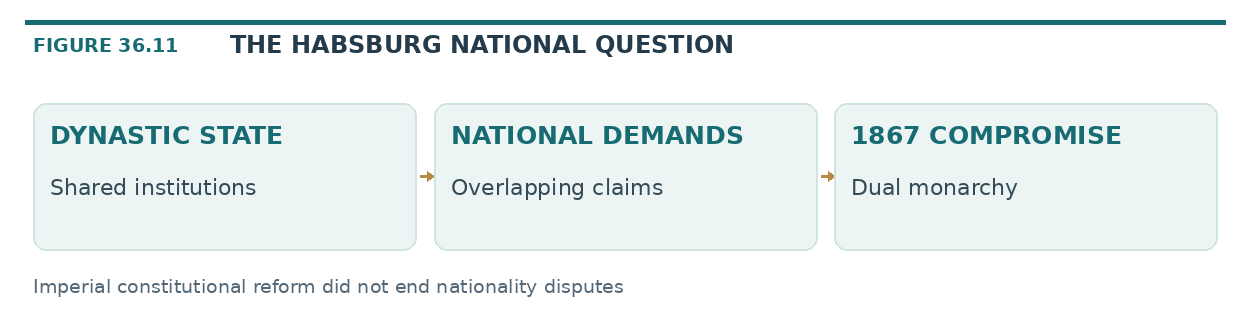 FIGURE 36.11 THE HABSBURG NATIONAL QUESTION
DYNASTIC STATE
Shared institutions
NATIONAL DEMANDS
Overlapping claims
1867 COMPROMISE
Dual monarchy
Imperial constitutional reform did not end nationality disputes